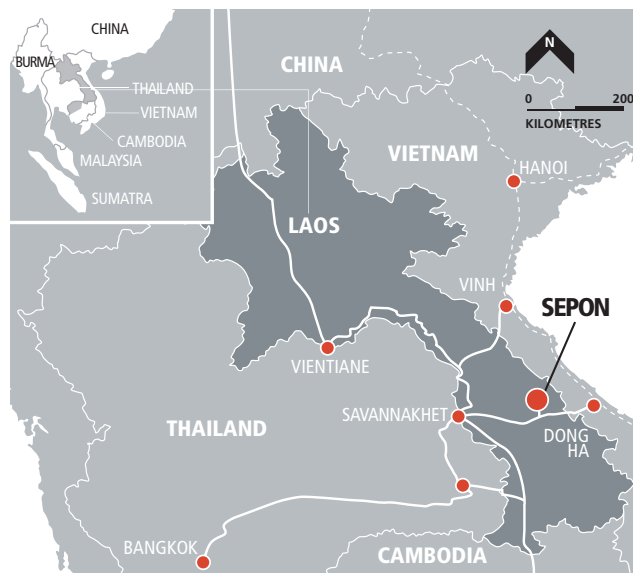 CHINA
BURMA
THAILAND
VIETNAM
CAMBODIA
MALAYSIA
SUMATRA
CHINA
N
0 200
KILOMETRES
VIETNAM
HANOI
LAOS
VINH
SEPON
VIENTIANE
THAILAND
SAVANNAKHET
DONG
HA
BANGKOK
CAMBODIA